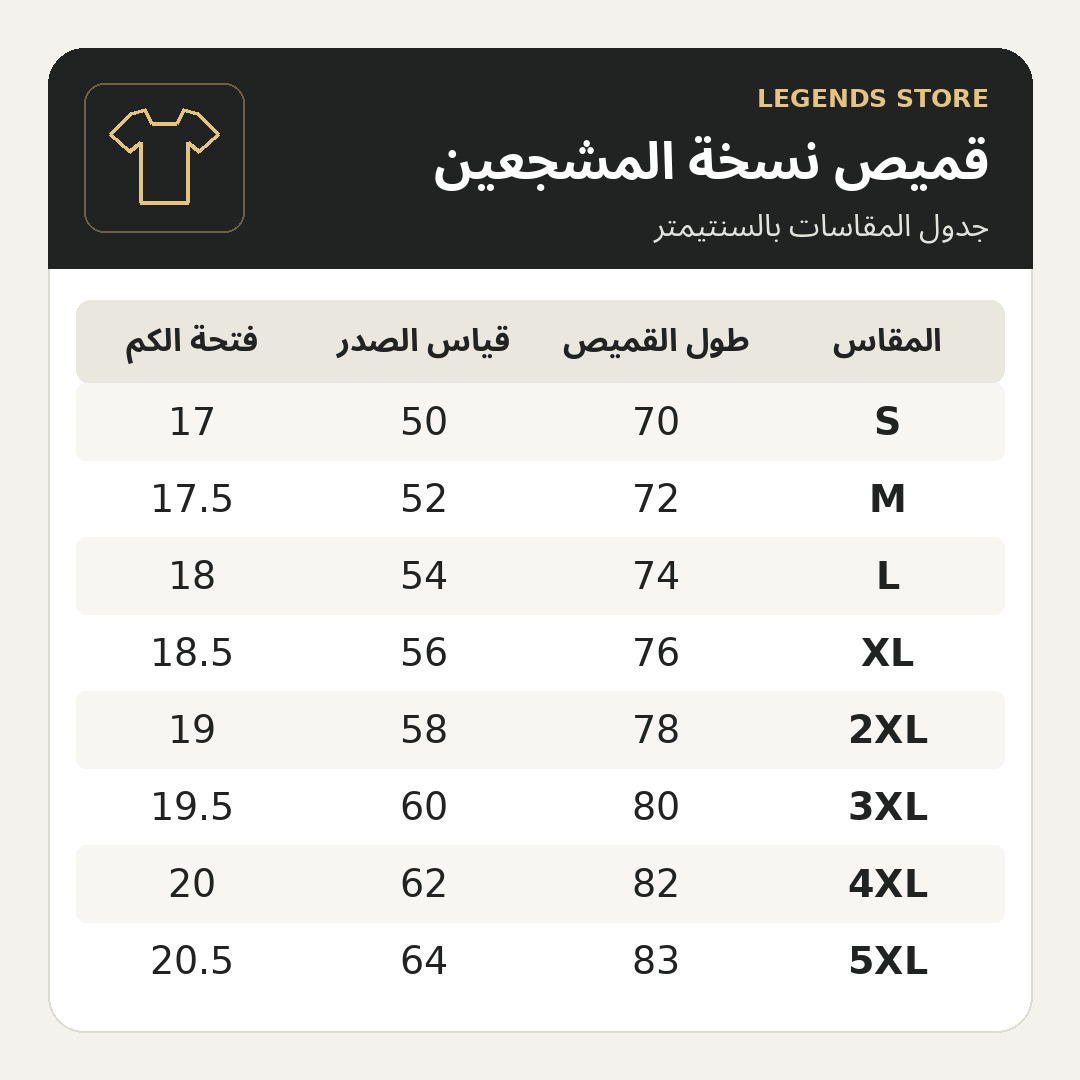 LEGENDS STORE
قميص نسخة المشجعين
جدول المقاسات بالسنتيمتر
المقاس طول القميص قياس الصدر فتحة الكم
S 70 50 17
M 72 52 17.5
L 74 54 18
XL 76 56 18.5
2XL 78 58 19
3XL 80 60 19.5
4XL 82 62 20
5XL 83 64 20.5